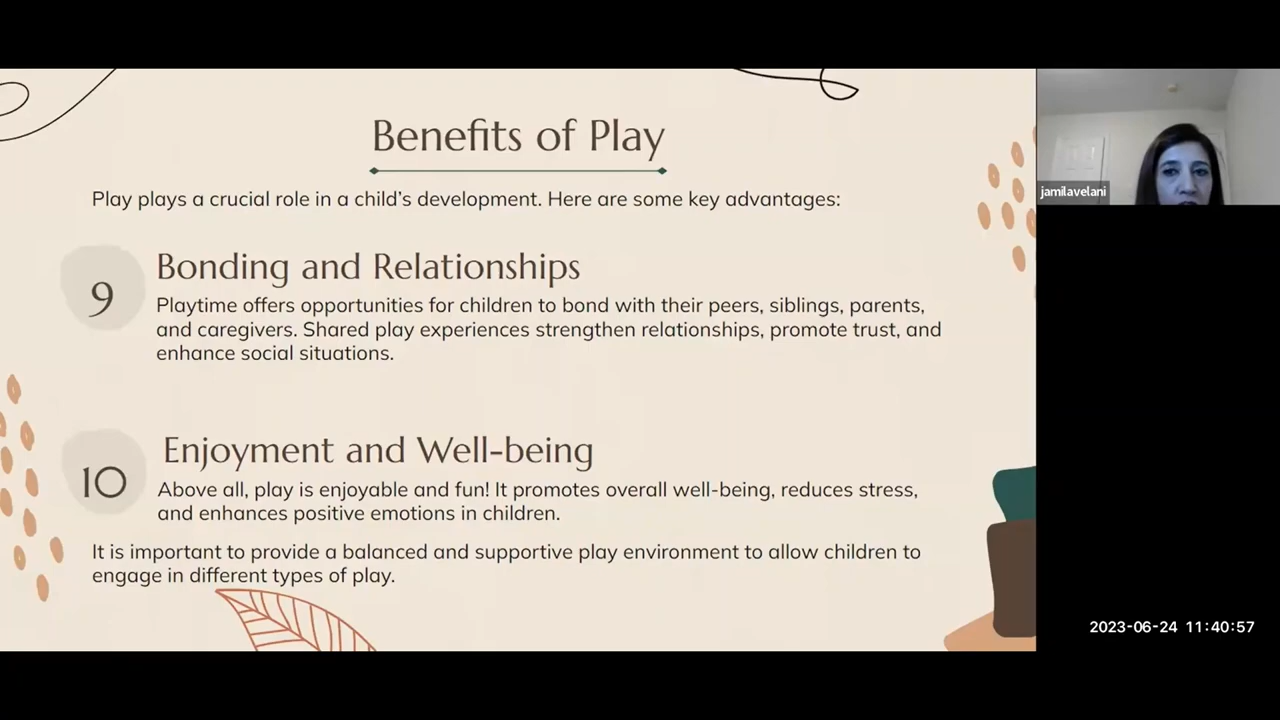 Benefits of Play
Play plays a crucial role in a child's development. Here are some key advantages:
9
Bonding and Relationships
Playtime offers opportunities for children to bond with their peers, siblings, parents,
and caregivers. Shared play experiences strengthen relationships, promote trust, and
enhance social situations.
10
Enjoyment and Well-being
Above all, play is enjoyable and fun! It promotes overall well-being, reduces stress,
and enhances positive emotions in children.
It is important to provide a balanced and supportive play environment to allow children to
engage in different types of play.
jamilavelani
2023-06-24 11:40:57